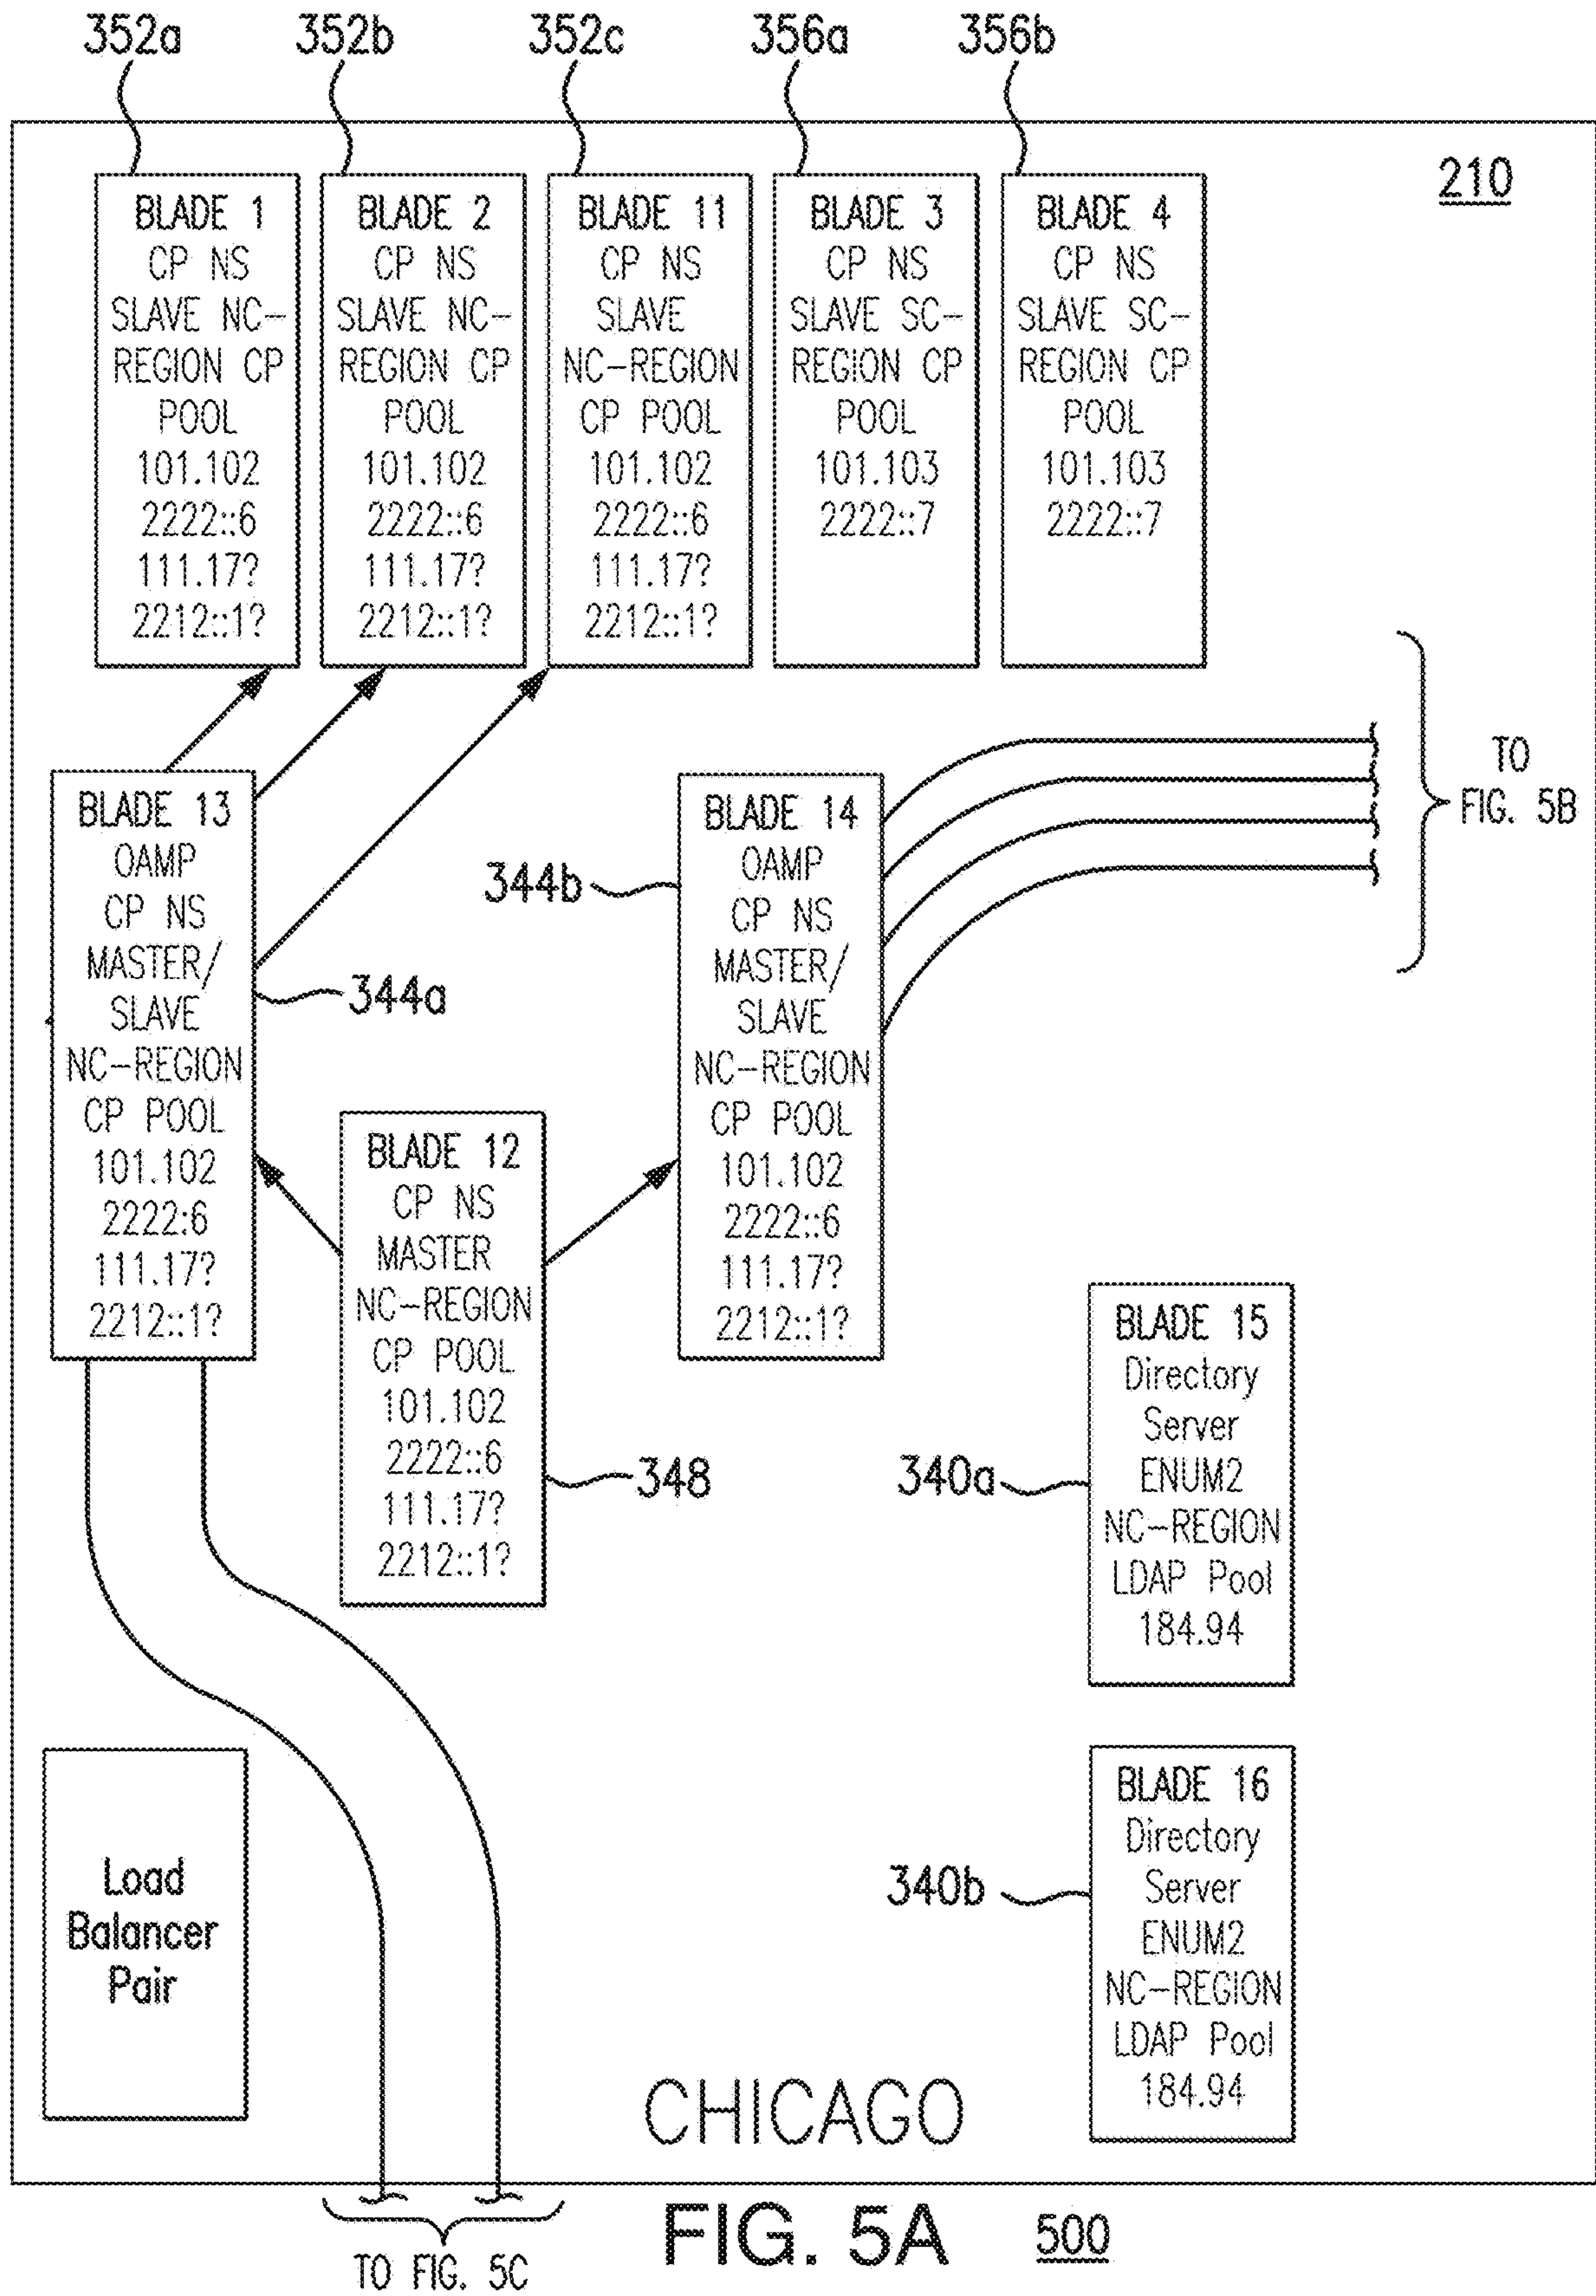 352a 352b 352c 356a 356b
210
BLADE 1
CP NS
SLAVE NC-
REGION CP
POOL
101.102
2222::6
111.17?
2212::1?
BLADE 2
CP NS
SLAVE NC-
REGION CP
POOL
101.102
2222::6
111.17?
2212::1?
BLADE 11
CP NS
SLAVE
NC-REGION
CP POOL
101.102
2222::6
111.17?
2212::1?
BLADE 3
CP NS
SLAVE SC-
REGION CP
POOL
101.103
2222::7
BLADE 4
CP NS
SLAVE SC-
REGION CP
POOL
101.103
2222::7
TO
FIG. 5B
BLADE 13
OAMP
CP NS
MASTER/
SLAVE
NC-REGION
CP POOL
101.102
2222:6
111.17?
2212::1?
344a
344b
BLADE 14
OAMP
CP NS
MASTER/
SLAVE
NC-REGION
CP POOL
101.102
2222::6
111.17?
2212::1?
BLADE 12
CP NS
MASTER
NC-REGION
CP POOL
101.102
2222::6
111.17?
2212::1?
348
340a
BLADE 15
Directory
Server
ENUM2
NC-REGION
LDAP Pool
184.94
340b
BLADE 16
Directory
Server
ENUM2
NC-REGION
LDAP Pool
184.94
Load
Balancer
Pair
CHICAGO
TO FIG. 5C
FIG. 5A
500